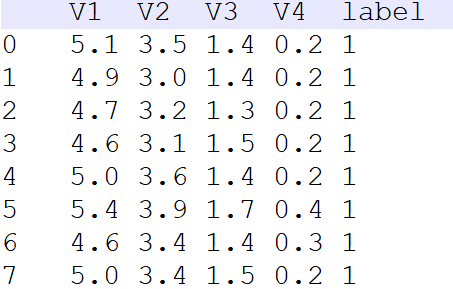 V1 V2 V3 V4 label
0 5.1 3.5 1.4 0.2 1
1 4.9 3.0 1.4 0.2 1
2 4.7 3.2 1.3 0.2 1
3 4.6 3.1 1.5 0.2 1
4 5.0 3.6 1.4 0.2 1
5 5.4 3.9 1.7 0.4 1
6 4.6 3.4 1.4 0.3 1
7 5.0 3.4 1.5 0.2 1